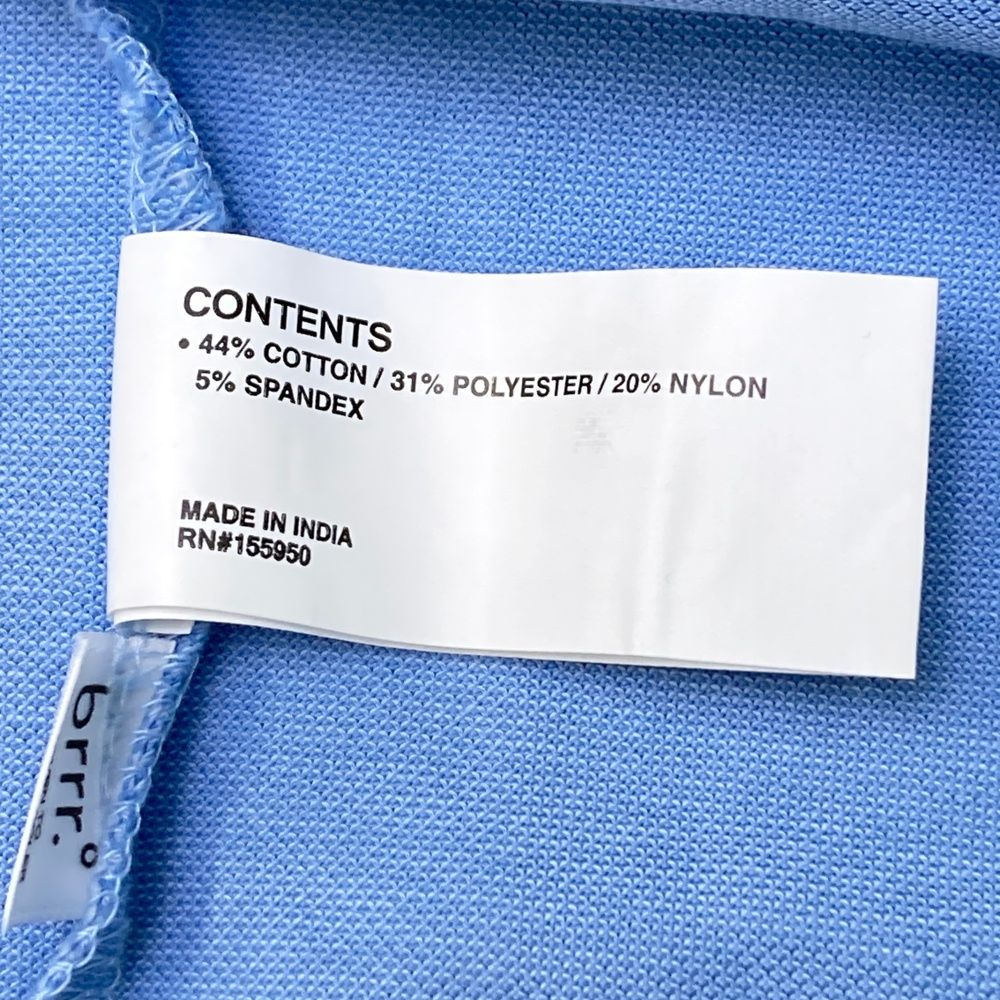 CONTENTS
• 44% COTTON / 31% POLYESTER / 20% NYLON
5% SPANDEX
MADE IN INDIA
RN#155950
brrr.°